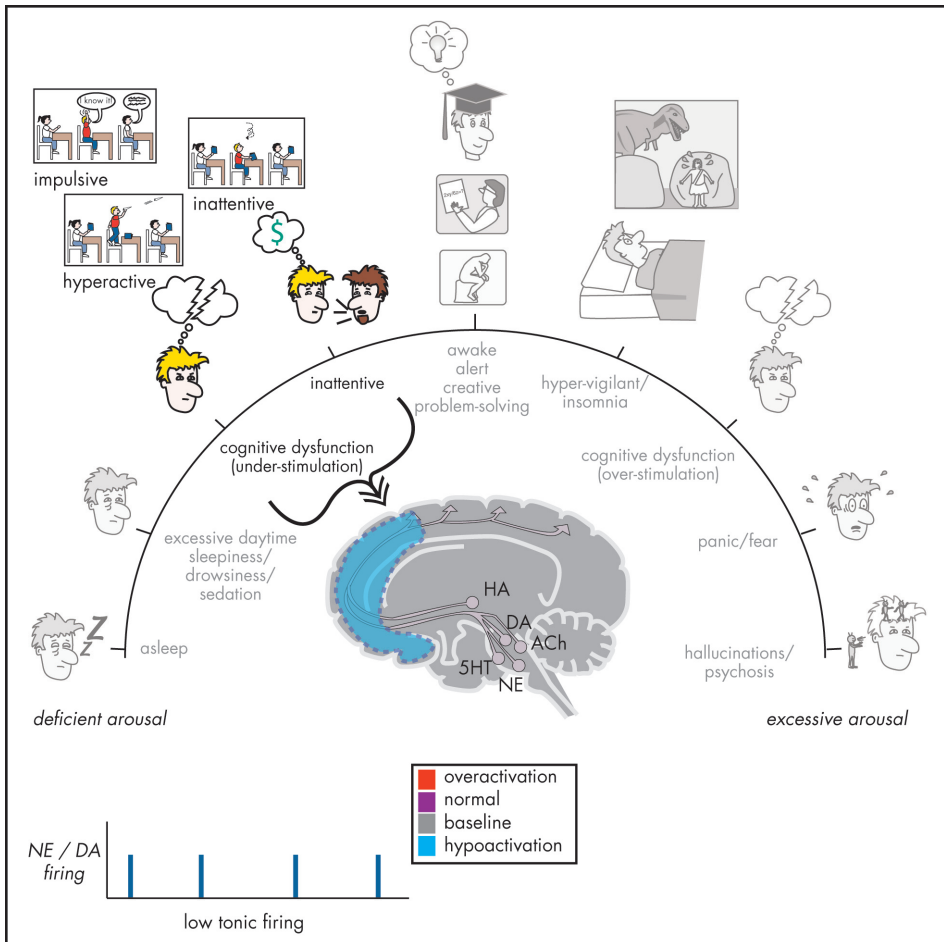 I know it!
impulsive
inattentive
hyperactive
$
inattentive
awake
alert
creative
problem-solving
hyper-vigilant/
insomnia
cognitive dysfunction
(under-stimulation)
cognitive dysfunction
(over-stimulation)
excessive daytime
sleepiness/
drowsiness/
sedation
panic/fear
Z
z
asleep
hallucinations/
psychosis
HA
DA
ACh
5HT
NE
deficient arousal
excessive arousal
overactivation
normal
baseline
hypoactivation
NE / DA
firing
low tonic firing